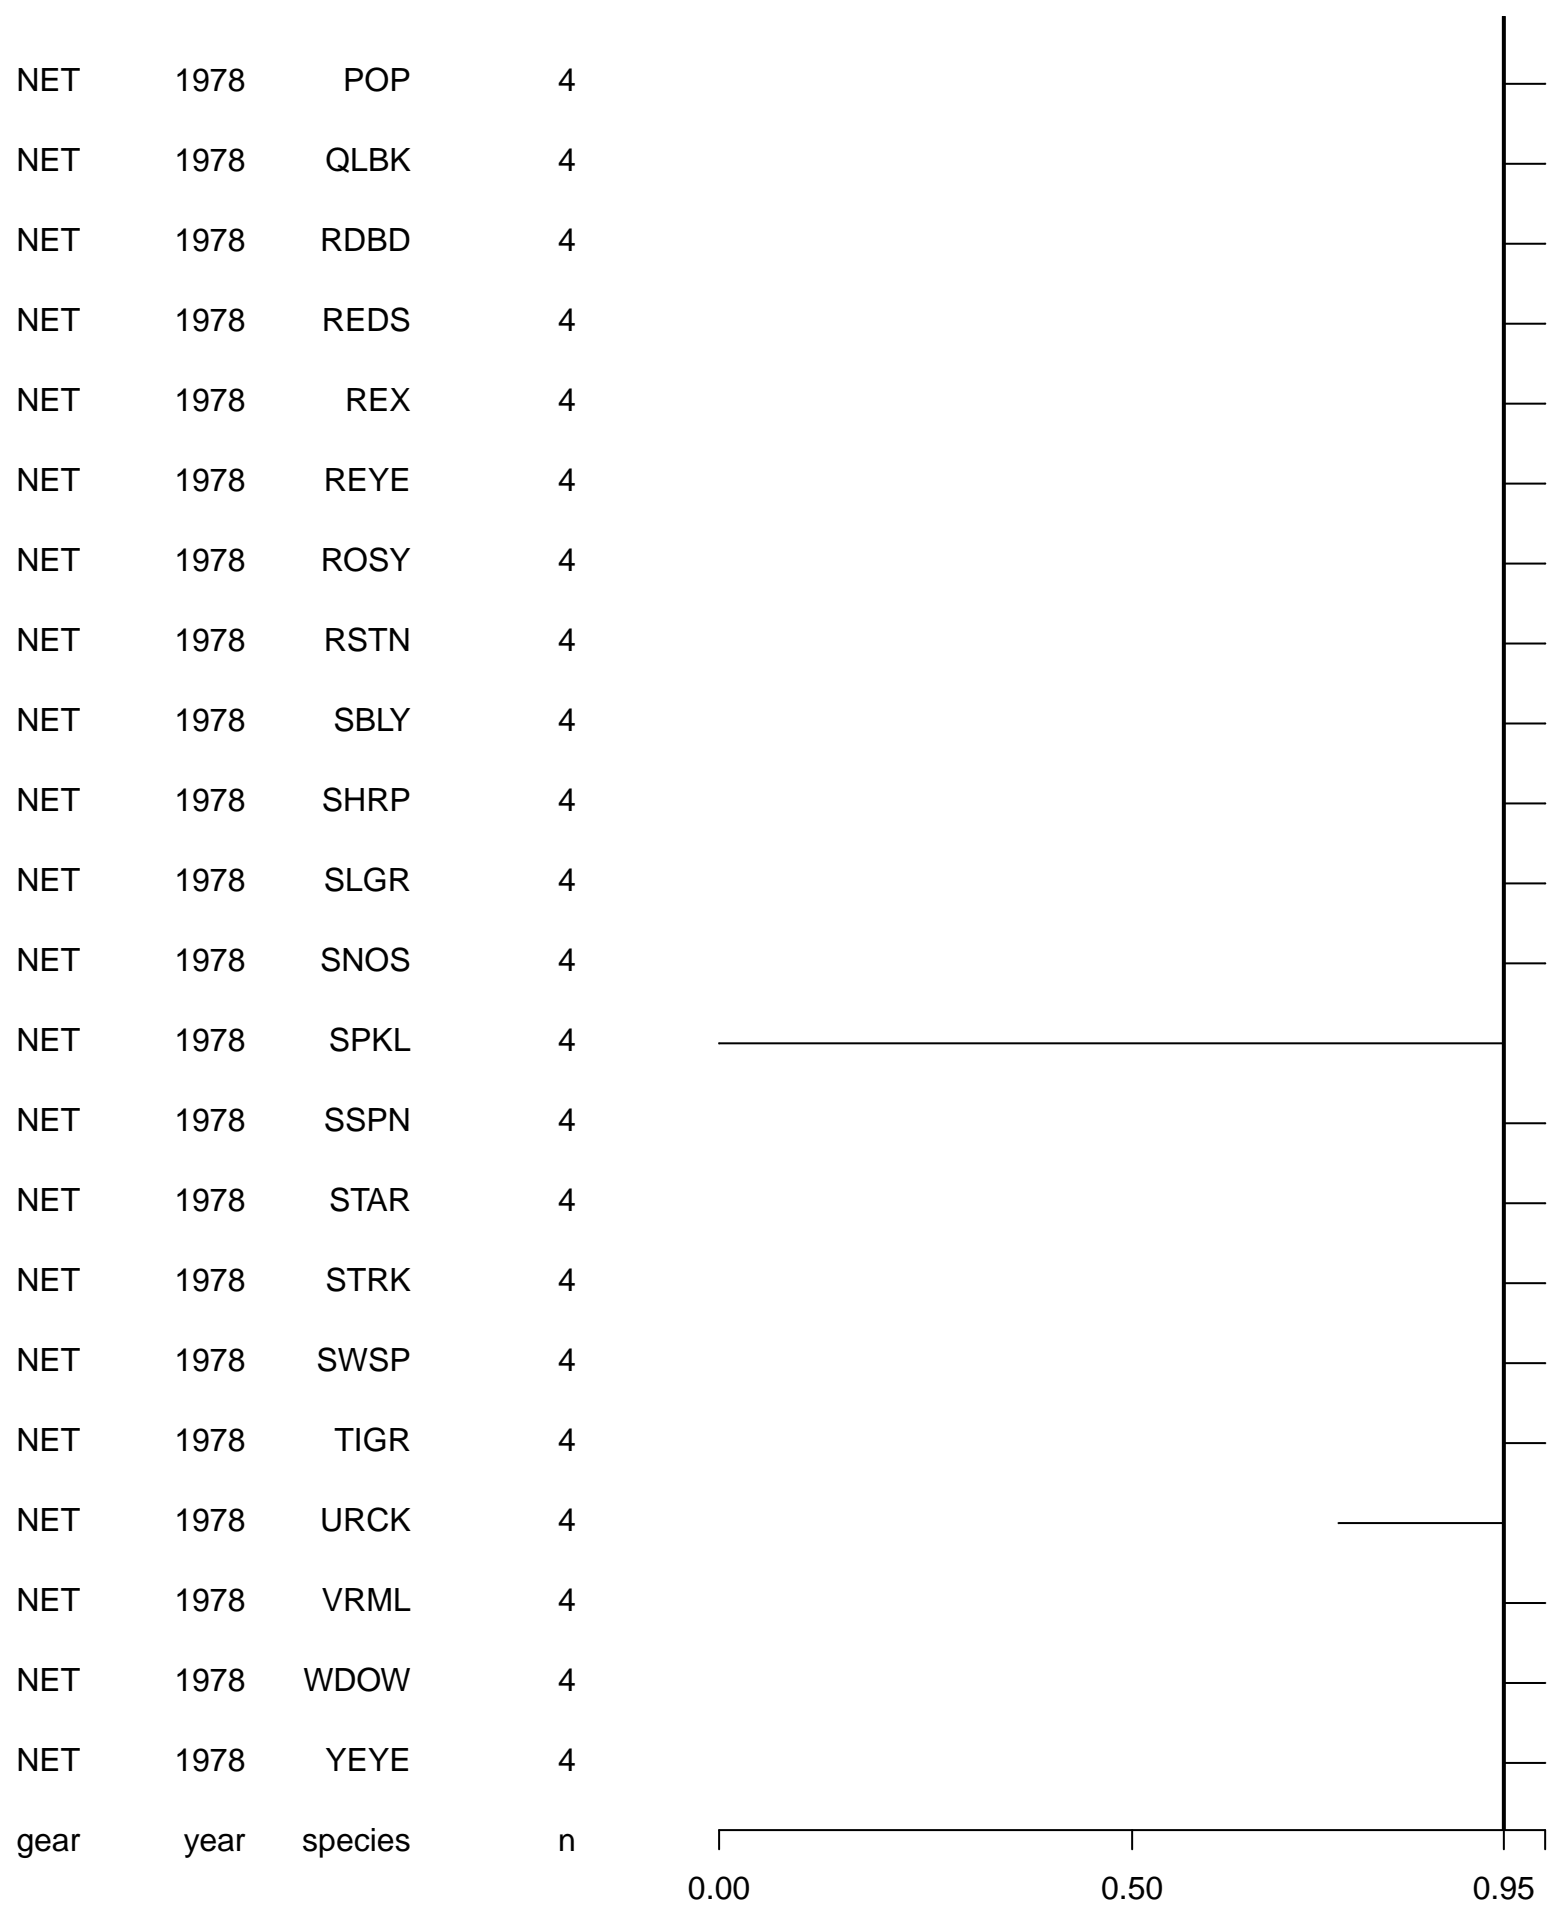 NET 1978 POP 4
NET 1978 QLBK 4
NET 1978 RDBD 4
NET 1978 REDS 4
NET 1978 REX 4
NET 1978 REYE 4
NET 1978 ROSY 4
NET 1978 RSTN 4
NET 1978 SBLY 4
NET 1978 SHRP 4
NET 1978 SLGR 4
NET 1978 SNOS 4
NET 1978 SPKL 4
NET 1978 SSPN 4
NET 1978 STAR 4
NET 1978 STRK 4
NET 1978 SWSP 4
NET 1978 TIGR 4
NET 1978 URCK 4
NET 1978 VRML 4
NET 1978 WDOW 4
NET 1978 YEYE 4
gear year species n
0.00 0.50 0.95